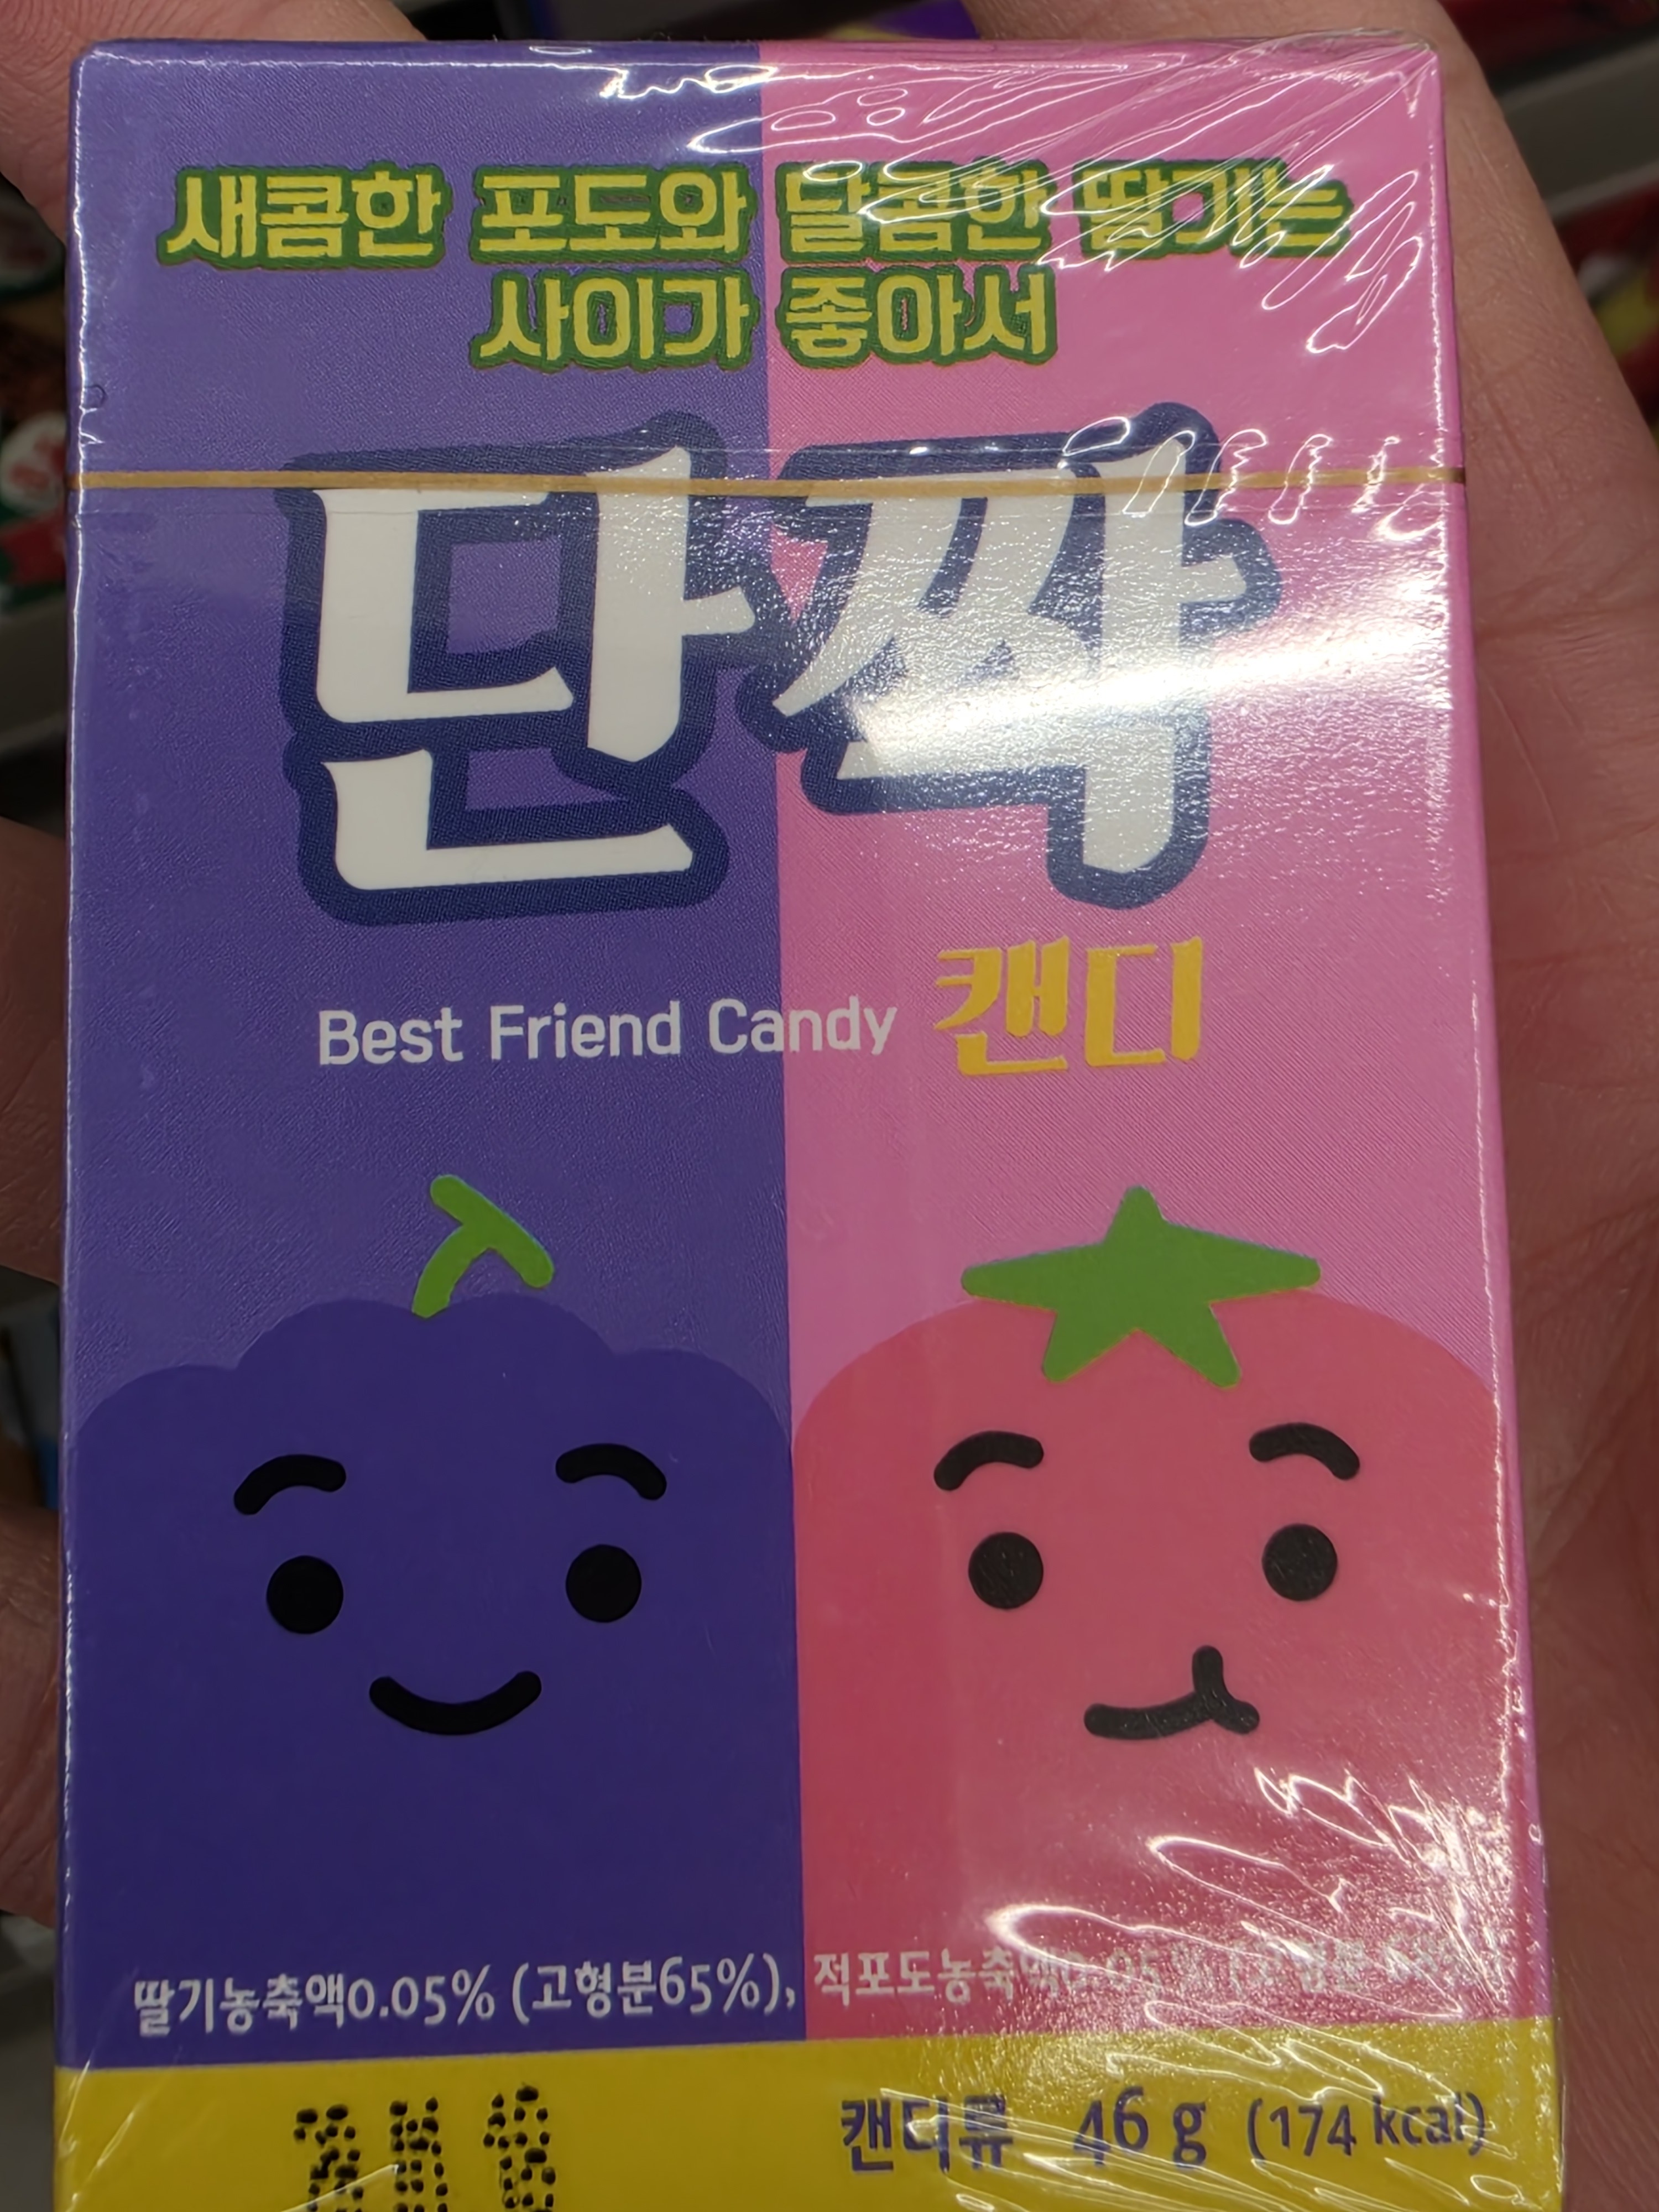 새콤한 포도와 달콤한 딸기는
사이가 좋아서
단짝
Best Friend Candy 캔디
딸기농축액0.05% (고형분65%), 적포도농축액0.05%
캔디류 46 g (174 kcal)